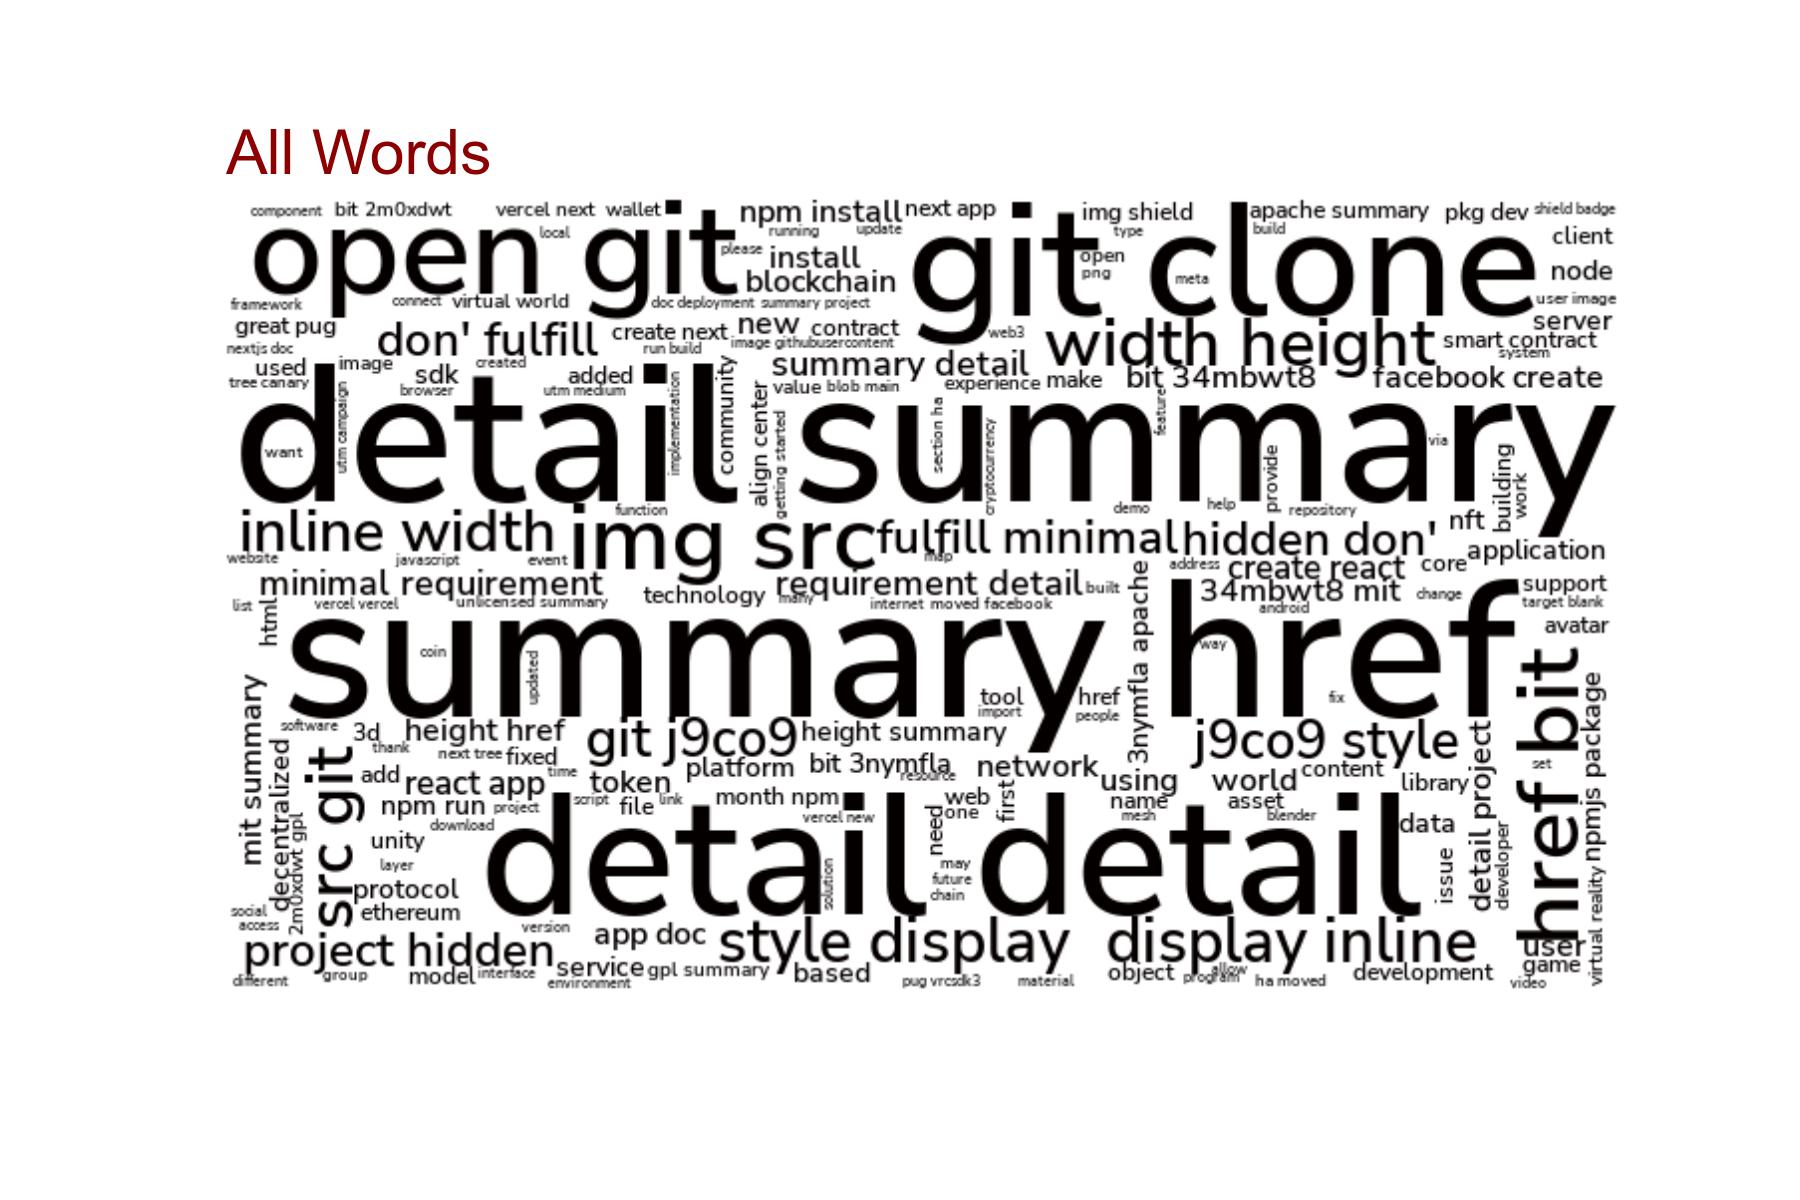 All Words
component
bit 2m0xdwt
vercel next
wallet
npm install
next app
img shield
apache summary
pkg dev
shield badge
open git
git clone
local
running
update
type
build
client
please
install
open
blockchain
png
meta
node
framework
connect
virtual world
doc deployment
summary project
user image
great pug
don' fulfill
create next
new
contract
web3
width height
server
smart contract
nextjs doc
run build
image githubusercontent
system
used
image
created
summary detail
sdk
added
tree canary
browser
utm medium
value
blob main
experience
make
bit 34mbwt8
facebook create
detail summary
want
utm campaign
implementation
community
align center
getting started
section ha
cryptocurrency
feature
provide
via
building
work
function
demo
help
repository
nft
inline width
img src
fulfill minimal
hidden don'
application
website
javascript
event
map
address
create react
core
minimal requirement
technology
many
requirement detail
built
34mbwt8 mit
change
support
list
html
vercel vercel
unlicensed summary
internet
moved facebook
android
target blank
avatar
summary href
coin
updated
way
3nymfla apache
tool
import
href
people
fix
href bit
npmjs package
mit summary
software
3d
height href
git j9co9
height summary
j9co9 style
thank
next tree
fixed
time
platform
bit 3nymfla
resource
network
using
world
content
set
decentralized
src git
add
react app
token
library
detail project
npm run
project
script
file
link
month npm
web
first
name
asset
download
vercel new
need
one
mesh
blender
data
detail detail
unity
layer
solution
may
future
chain
issue
developer
2m0xdwt gpl
protocol
social
ethereum
access
version
virtual reality
project hidden
app doc
style display
display inline
user
different
group
model
interface
service
environment
gpl summary
based
pug vrcsdk3
material
object
program
allow
ha moved
development
game
video